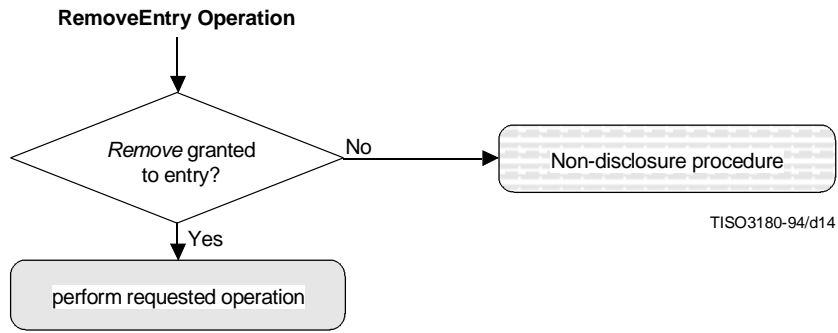 RemoveEntry Operation
Remove granted
to entry?
No
Non-disclosure procedure
TISO3180-94/d14
Yes
perform requested operation